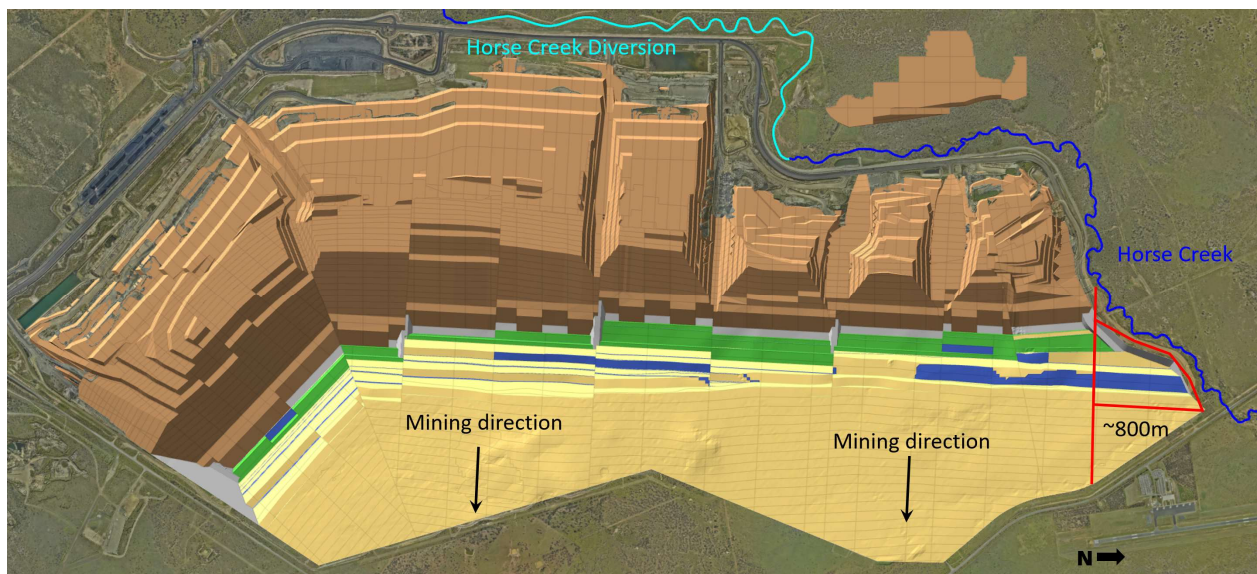 Horse Creek Diversion
Horse Creek
Mining direction
Mining direction
~800m
N